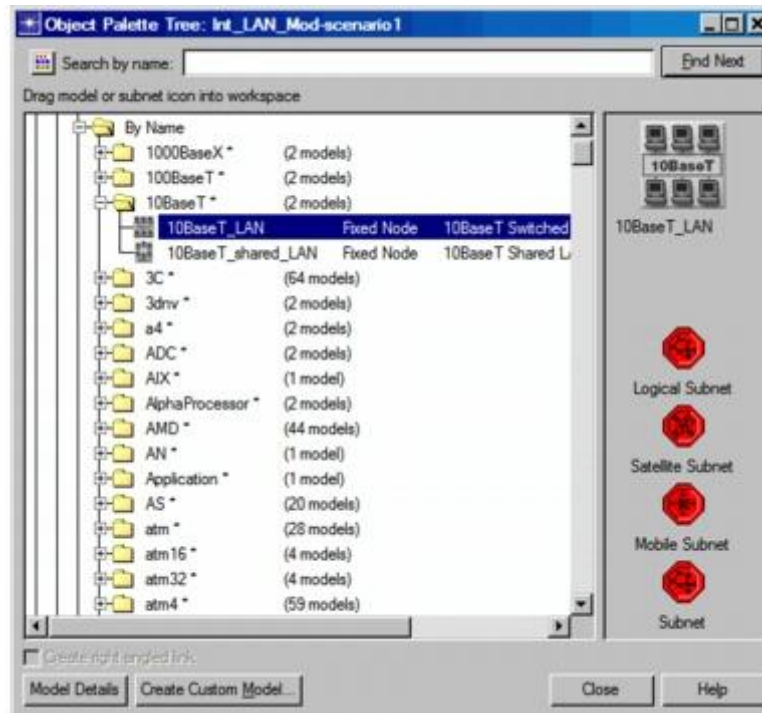 Object Palette Tree: Int_LAN_Mod-scenario1
Search by name: Find Next
Drag model or subnet icon into workspace
By Name
1000BaseX * (2 models)
100BaseT * (2 models)
10BaseT * (2 models)
10BaseT_LAN Fixed Node 10BaseT Switched
10BaseT_shared_LAN Fixed Node 10BaseT Shared L
3C * (64 models)
3dnv * (2 models)
a4 * (2 models)
ADC * (2 models)
AIX * (1 model)
AlphaProcessor * (2 models)
AMD * (44 models)
AN * (1 model)
Application * (1 model)
AS * (20 models)
atm * (28 models)
atm16 * (4 models)
atm32 * (4 models)
atm4 * (59 models)
10BaseT
10BaseT_LAN
Logical Subnet
Satellite Subnet
Mobile Subnet
Subnet
Create right angled link
Model Details Create Custom Model... Close Help